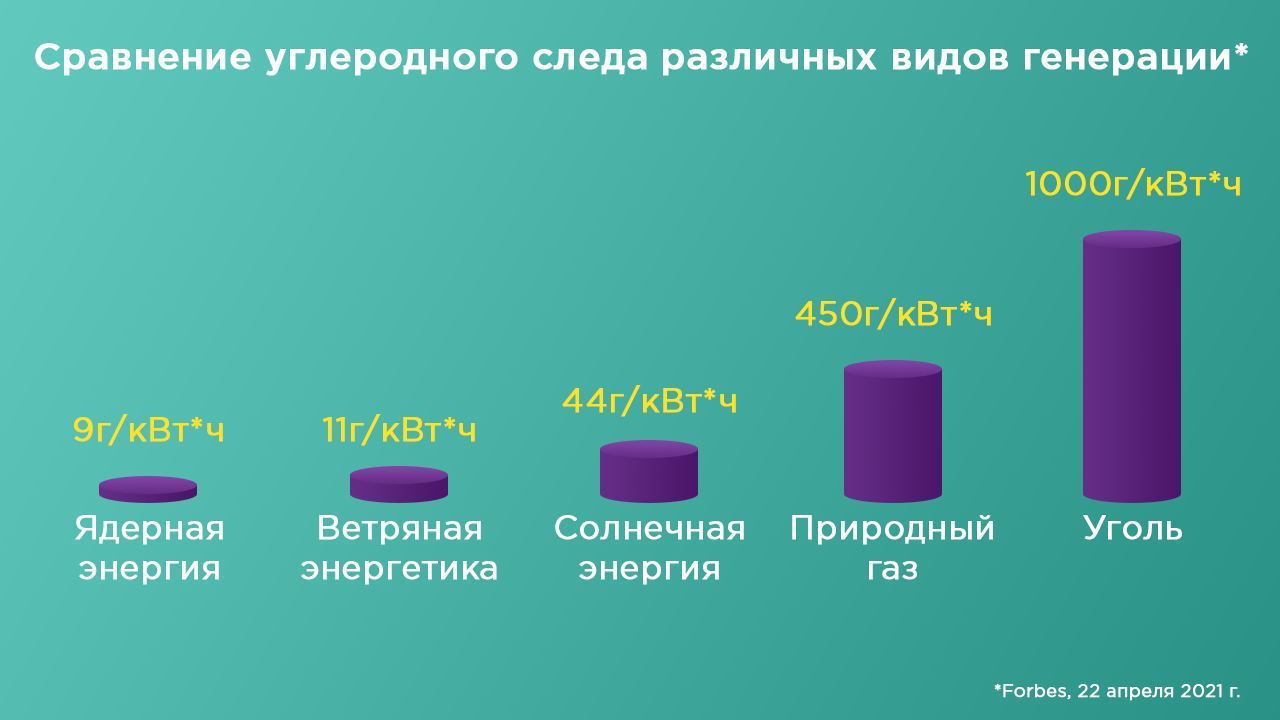 Сравнение углеродного следа различных видов генерации*
1000г/кВт*ч
450г/кВт*ч
44г/кВт*ч
9г/кВт*ч
11г/кВт*ч
Ядерная
энергия
Ветряная
энергетика
Солнечная
энергия
Природный
газ
Уголь
*Forbes, 22 апреля 2021 г.